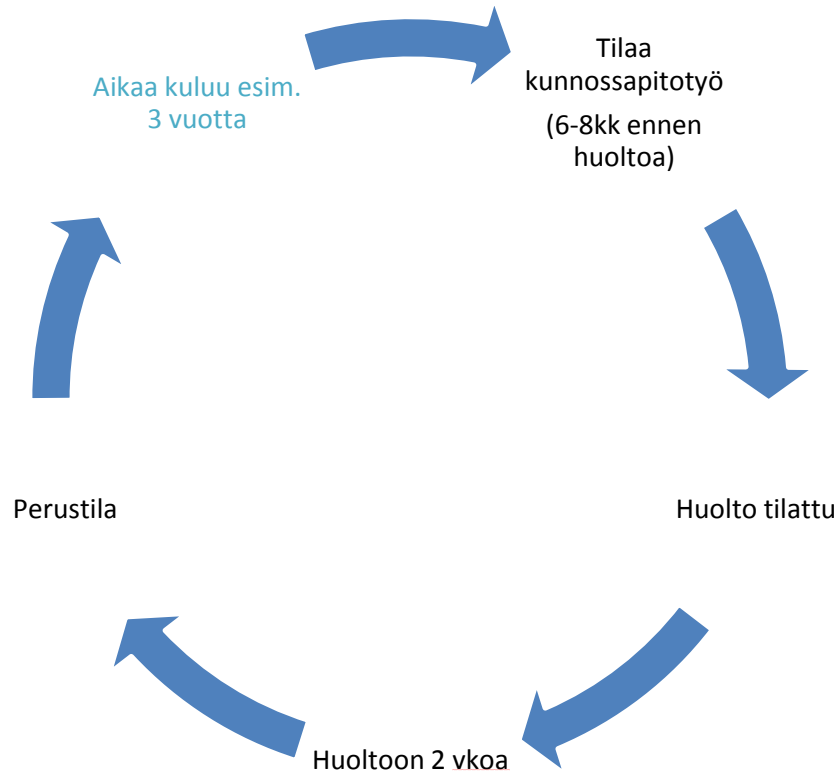 Aikaa kuluu esim.
3 vuotta
Tilaa
kunnossapitotyö
(6-8kk ennen
huoltoa)
Huolto tilattu
Huoltoon 2 vkoa
Perustila